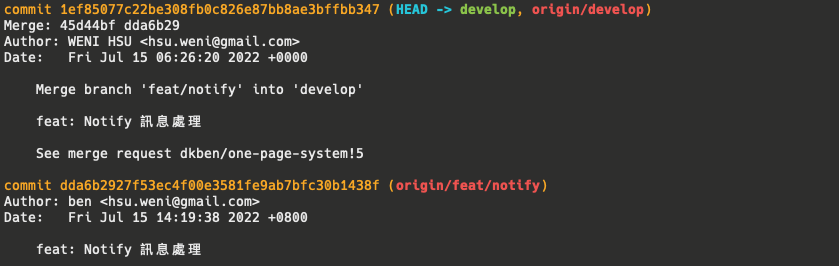 commit 1ef85077c22be308fb0c826e87bb8ae3bffbb347 (HEAD -> develop, origin/develop)
Merge: 45d44bf dda6b29
Author: WENI HSU <hsu.weni@gmail.com>
Date:   Fri Jul 15 06:26:20 2022 +0000
    Merge branch 'feat/notify' into 'develop'
    feat: Notify 訊息處理
    See merge request dkben/one-page-system!5
commit dda6b2927f53ec4f00e3581fe9ab7bfc30b1438f (origin/feat/notify)
Author: ben <hsu.weni@gmail.com>
Date:   Fri Jul 15 14:19:38 2022 +0800
    feat: Notify 訊息處理